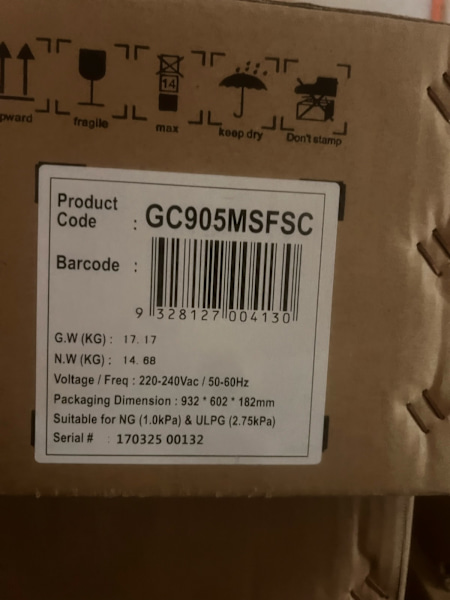 pward fragile max keep dry Don't stamp
14
Product Code : GC905MSFSC
Barcode :
9 328127 004130
G.W (KG) : 17.17
N.W (KG) : 14.68
Voltage / Freq : 220-240Vac / 50-60Hz
Packaging Dimension : 932 * 602 * 182mm
Suitable for NG (1.0kPa) & ULPG (2.75kPa)
Serial # : 170325 00132